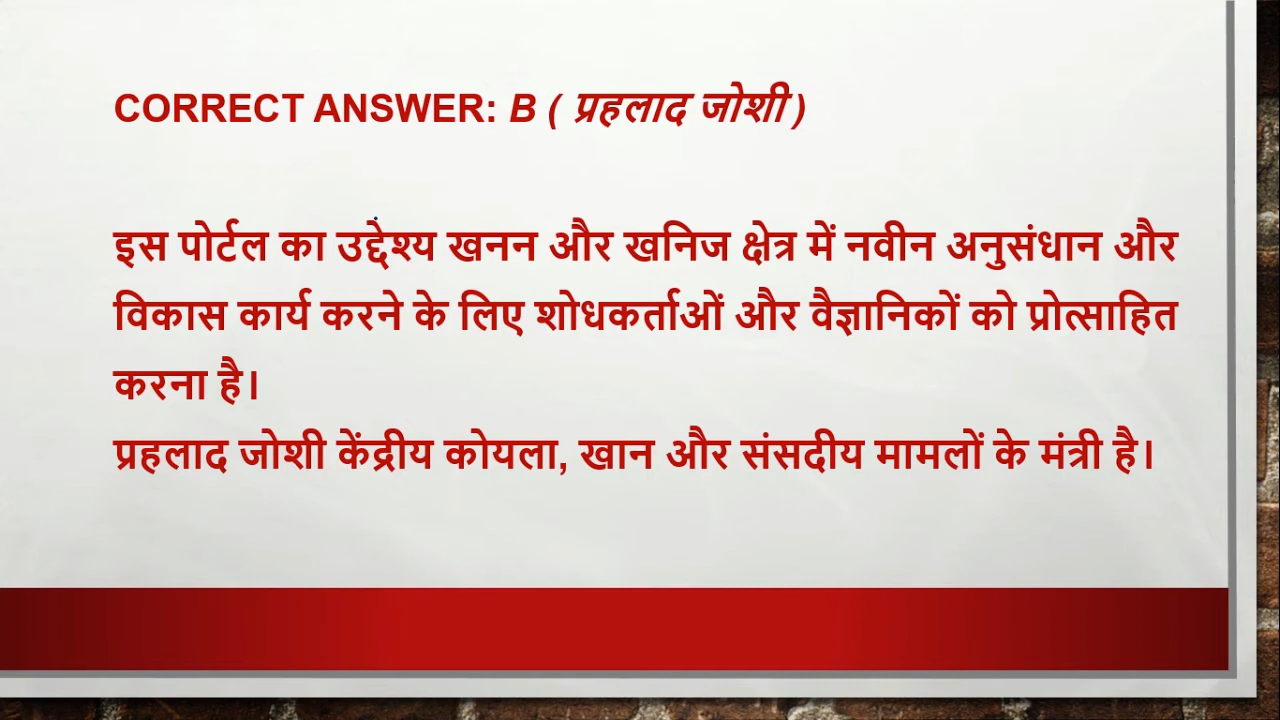 CORRECT ANSWER: B ( प्रहलाद जोशी )
इस पोर्टल का उद्देश्य खनन और खनिज क्षेत्र में नवीन अनुसंधान और
विकास कार्य करने के लिए शोधकर्ताओं और वैज्ञानिकों को प्रोत्साहित
करना है।
प्रहलाद जोशी केंद्रीय कोयला, खान और संसदीय मामलों के मंत्री है।